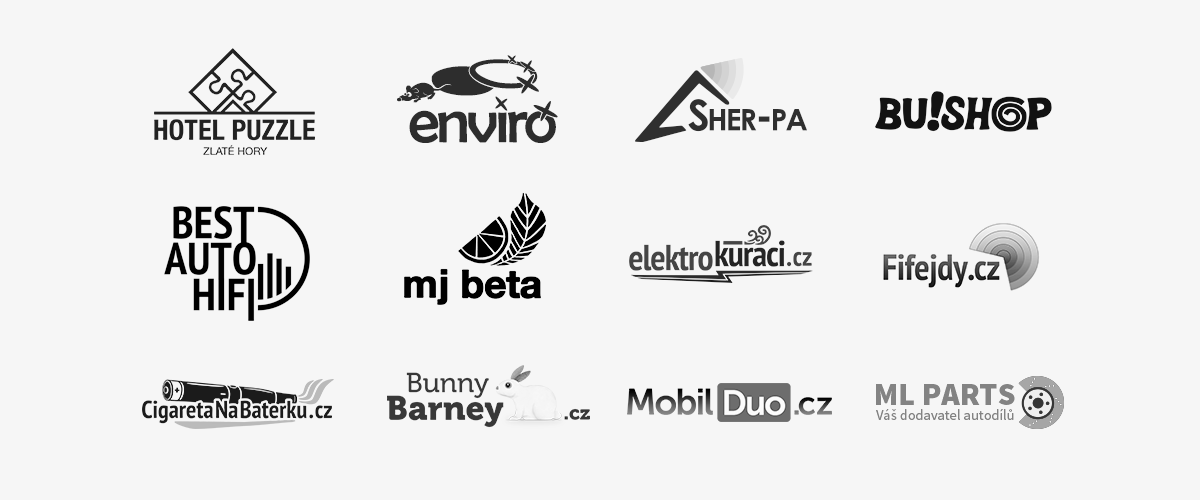 HOTEL PUZZLE
ZLATÉ HORY
enviro
SHER-PA
BU!SHOP
BEST
AUTO
HIFI
mj beta
elektrokůráci.cz
Fifejdy.cz
CigaretaNaBaterku.cz
Bunny
Barney.cz
MobilDuo.cz
ML PARTS
Váš dodavatel autodílů